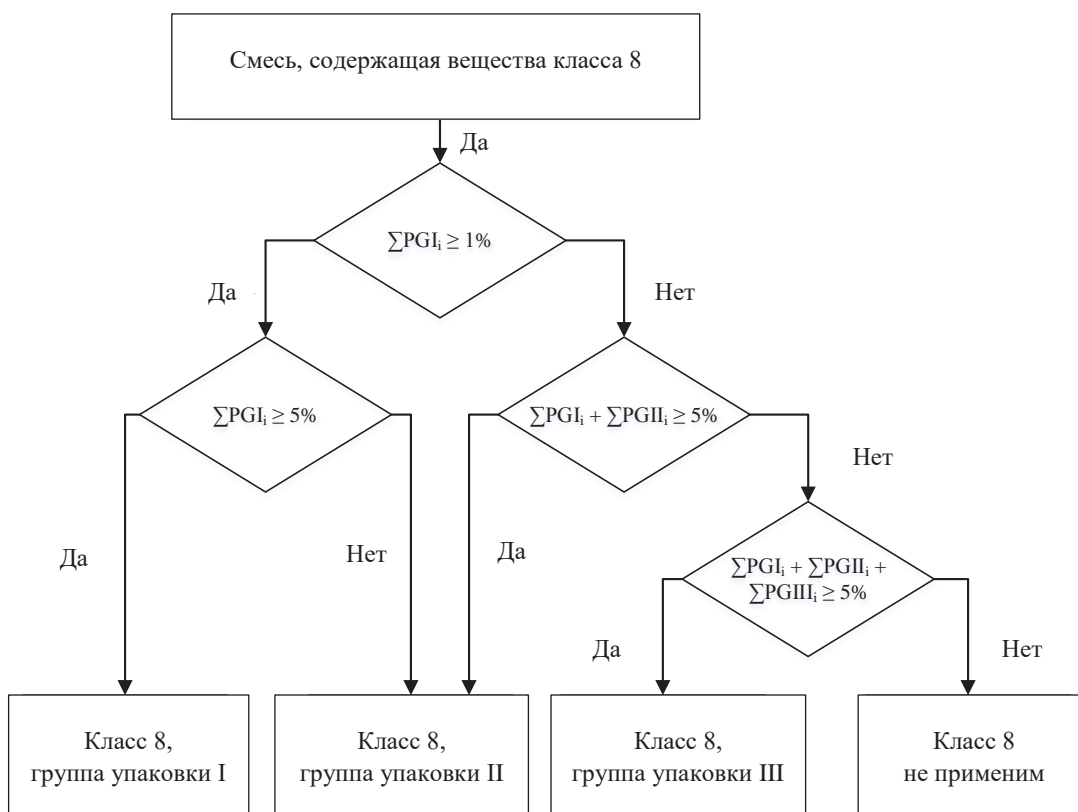 Смесь, содержащая вещества класса 8
Да
∑PGIᵢ ≥ 1%
Да
Нет
∑PGIᵢ ≥ 5%
∑PGIᵢ + ∑PGIIᵢ ≥ 5%
Нет
Да
Нет
Да
∑PGIᵢ + ∑PGIIᵢ +
∑PGIIIᵢ ≥ 5%
Да
Нет
Класс 8,
группа упаковки I
Класс 8,
группа упаковки II
Класс 8,
группа упаковки III
Класс 8
не применим